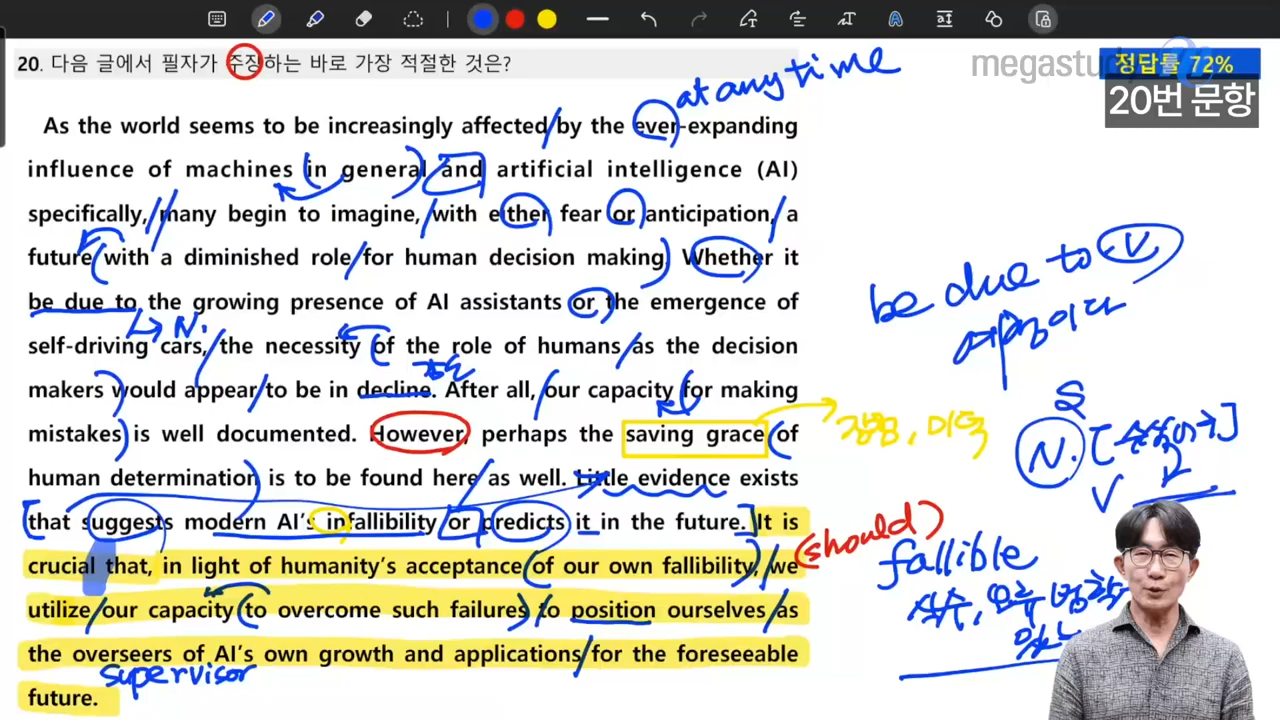 megastudy
정답률 72%
20번 문항
20. 다음 글에서 필자가 주장하는 바로 가장 적절한 것은?
at any time
As the world seems to be increasingly affected by the ever-expanding
influence of machines in general and artificial intelligence (AI)
specifically, many begin to imagine, with either fear or anticipation, a
future with a diminished role for human decision making. Whether it
be due to the growing presence of AI assistants or the emergence of
N.
self-driving cars, the necessity of the role of humans as the decision
makers would appear to be in decline. After all, our capacity for making
mistakes is well documented. However, perhaps the saving grace of
human determination is to be found here as well. Little evidence exists
that suggests modern AI's infallibility or predicts it in the future. It is
crucial that, in light of humanity's acceptance of our own fallibility, we
utilize our capacity to overcome such failures to position ourselves as
the overseers of AI's own growth and applications for the foreseeable
supervisor
future.
be due to V
예정이다
장점, 미덕
S
N.
V
(should)
fallible